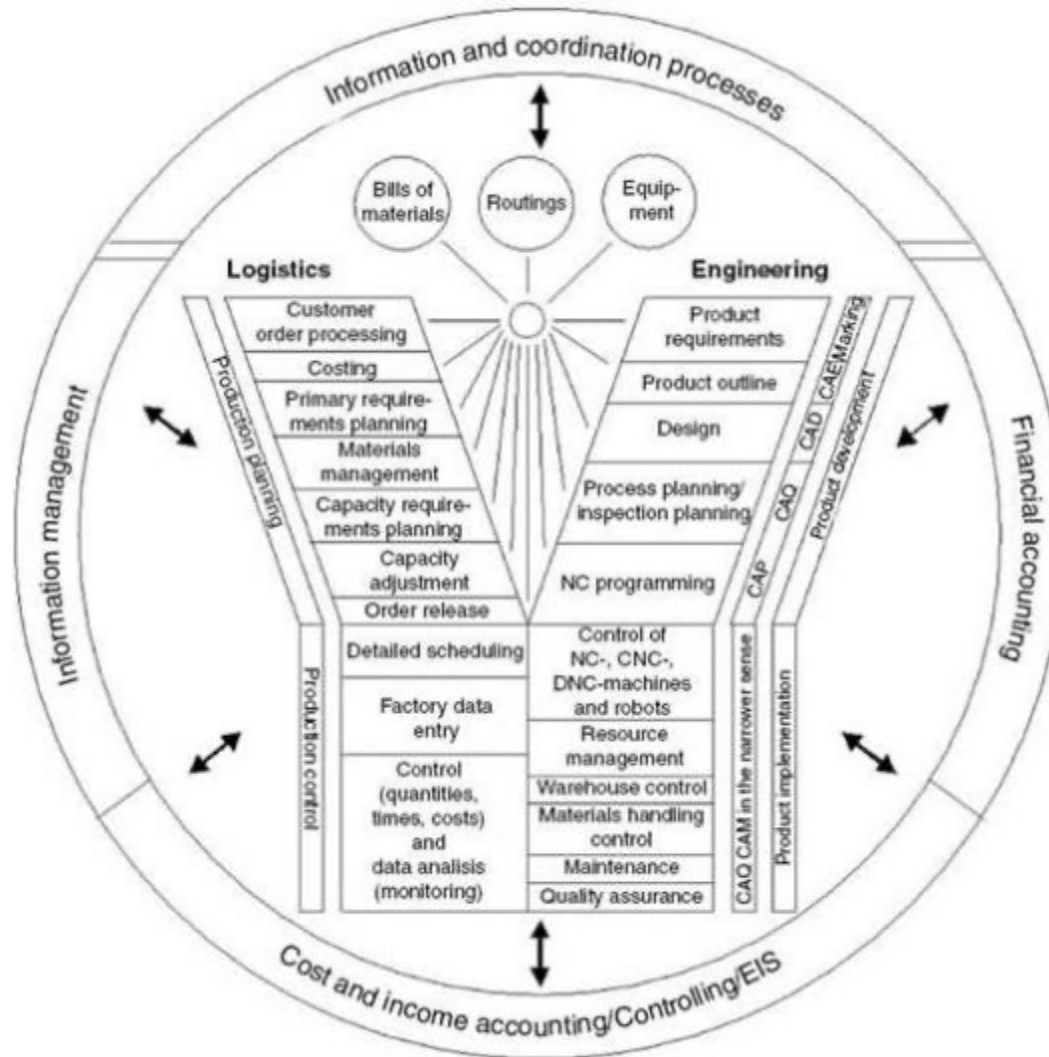 Information and coordination processes
Bills of
materials
Routings
Equip-
ment
Logistics
Engineering
Customer
order processing
Costing
Primary require-
ments planning
Materials
management
Capacity require-
ments planning
Capacity
adjustment
Order release
Detailed scheduling
Factory data
entry
Control
(quantities,
times, costs)
and
data analisis
(monitoring)
Product
requirements
Product outline
Design
Process planning/
inspection planning
NC programming
Control of
NC-, CNC-,
DNC-machines
and robots
Resource
management
Warehouse control
Materials handling
control
Maintenance
Quality assurance
Production planning
Production control
CAE/Marking
CAD
CAQ
CAP
CAQ CAM in the narrower sense
Product development
Product implementation
Information management
Financial accounting
Cost and income accounting/Controlling/EIS